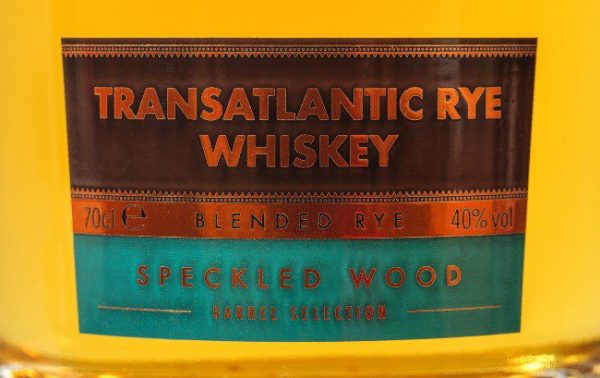 TRANSATLANTIC RYE
WHISKEY
70cl ℮ BLENDED RYE 40% vol
SPECKLED WOOD
BARREL SELECTION